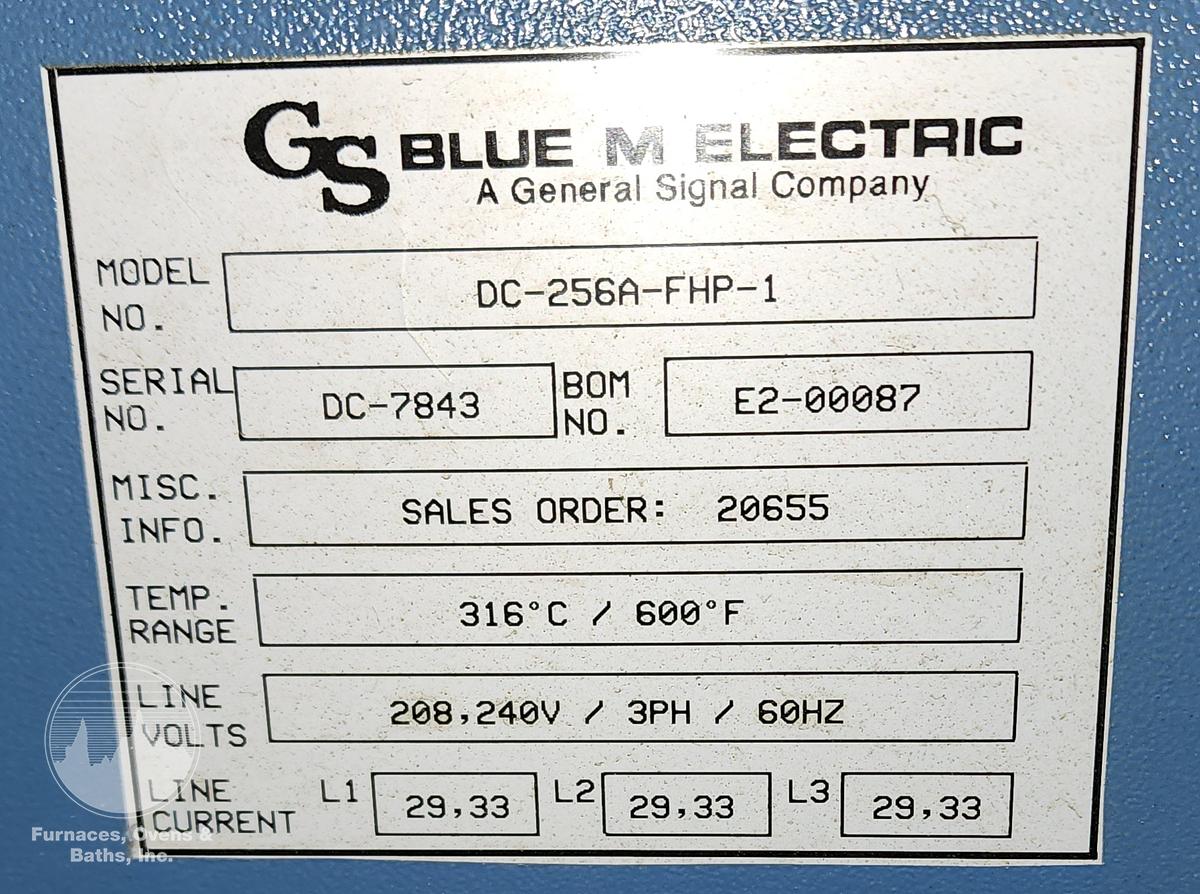 GS BLUE M ELECTRIC
A General Signal Company
MODEL NO. DC-256A-FHP-1
SERIAL NO. DC-7843 BOM NO. E2-00087
MISC. INFO. SALES ORDER: 20655
TEMP. RANGE 316°C / 600°F
LINE VOLTS 208,240V / 3PH / 60HZ
LINE CURRENT L1 29,33 L2 29,33 L3 29,33
Furnaces, Ovens &
Baths, Inc.